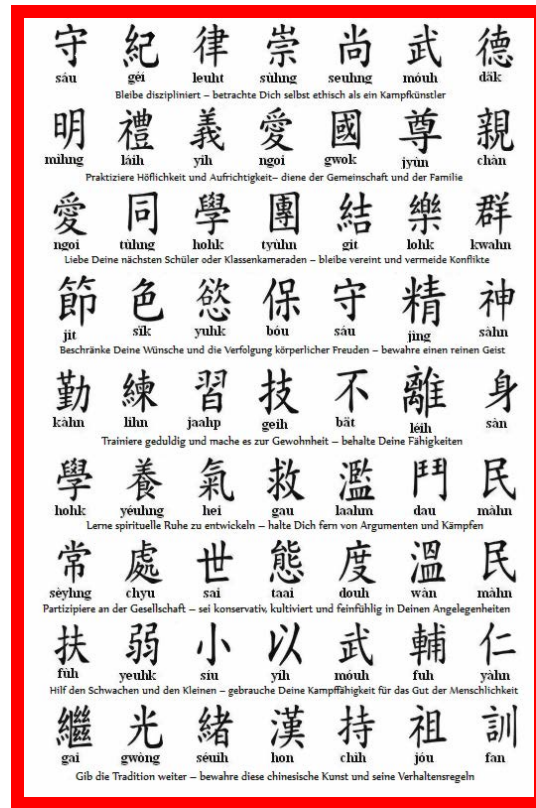 守 紀 律 崇 尚 武 德
sáu géi leuht sùhng seuhng móuh dāk
Bleibe diszipliniert – betrachte Dich selbst ethisch als ein Kampfkünstler
明 禮 義 愛 國 尊 親
mìhng láih yih ngoi gwok jyùn chàn
Praktiziere Höflichkeit und Aufrichtigkeit– diene der Gemeinschaft und der Familie
愛 同 學 團 結 樂 群
ngoi tùhng hohk tyùhn git lohk kwàhn
Liebe Deine nächsten Schüler oder Klassenkameraden – bleibe vereint und vermeide Konflikte
節 色 慾 保 守 精 神
jit sīk yuhk bóu sáu jìng sàhn
Beschränke Deine Wünsche und die Verfolgung körperlicher Freuden – bewahre einen reinen Geist
勤 練 習 技 不 離 身
kàhn lihn jaahp geih bāt léih sàn
Trainiere geduldig und mache es zur Gewohnheit – behalte Deine Fähigkeiten
學 養 氣 救 濫 鬥 民
hohk yéuhng hei gau laahm dau màhn
Lerne spirituelle Ruhe zu entwickeln – halte Dich fern von Argumenten und Kämpfen
常 處 世 態 度 溫 民
sèyhng chyu sai taai douh wàn màhn
Partizipiere an der Gesellschaft – sei konservativ, kultiviert und feinfühlig in Deinen Angelegenheiten
扶 弱 小 以 武 輔 仁
fùh yeuhk síu yíh móuh fuh yàhn
Hilf den Schwachen und den Kleinen – gebrauche Deine Kampffähigkeit für das Gut der Menschlichkeit
繼 光 緒 漢 持 祖 訓
gai gwòng séuih hon chìh jóu fan
Gib die Tradition weiter – bewahre diese chinesische Kunst und seine Verhaltensregeln